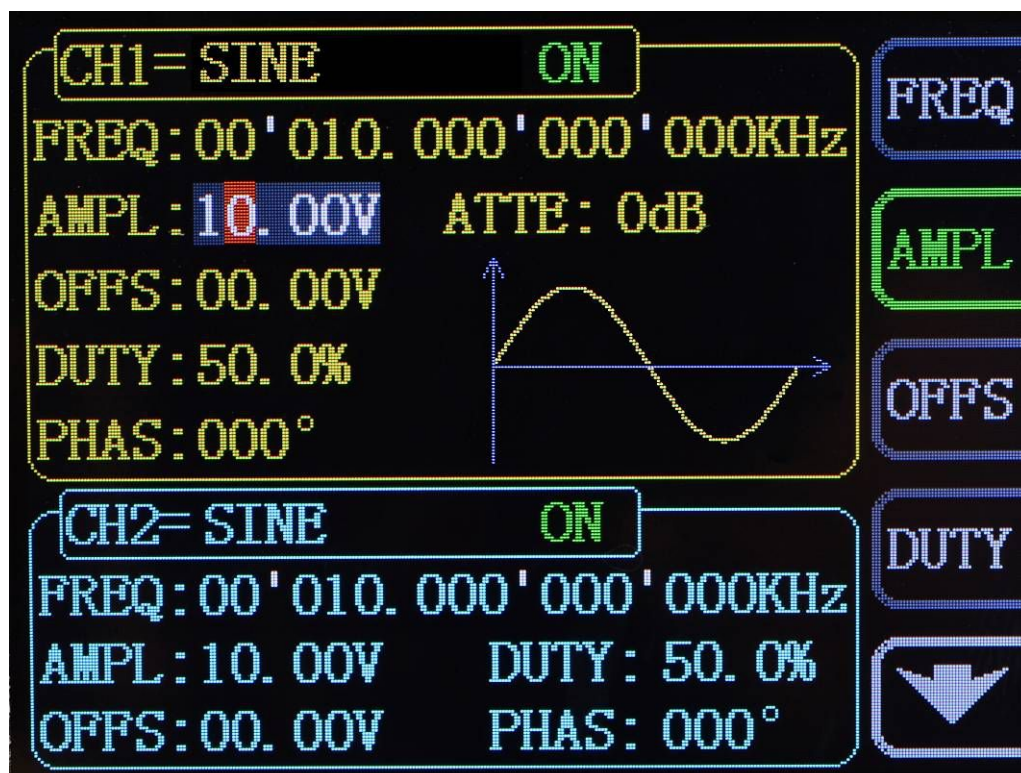 CH1=SINE ON
FREQ:00'010.000'000'000KHz
AMPL:10.00V ATTE:0dB
OFFS:00.00V
DUTY:50.0%
PHAS:000°
CH2=SINE ON
FREQ:00'010.000'000'000KHz
AMPL:10.00V DUTY:50.0%
OFFS:00.00V PHAS:000°
FREQ
AMPL
OFFS
DUTY